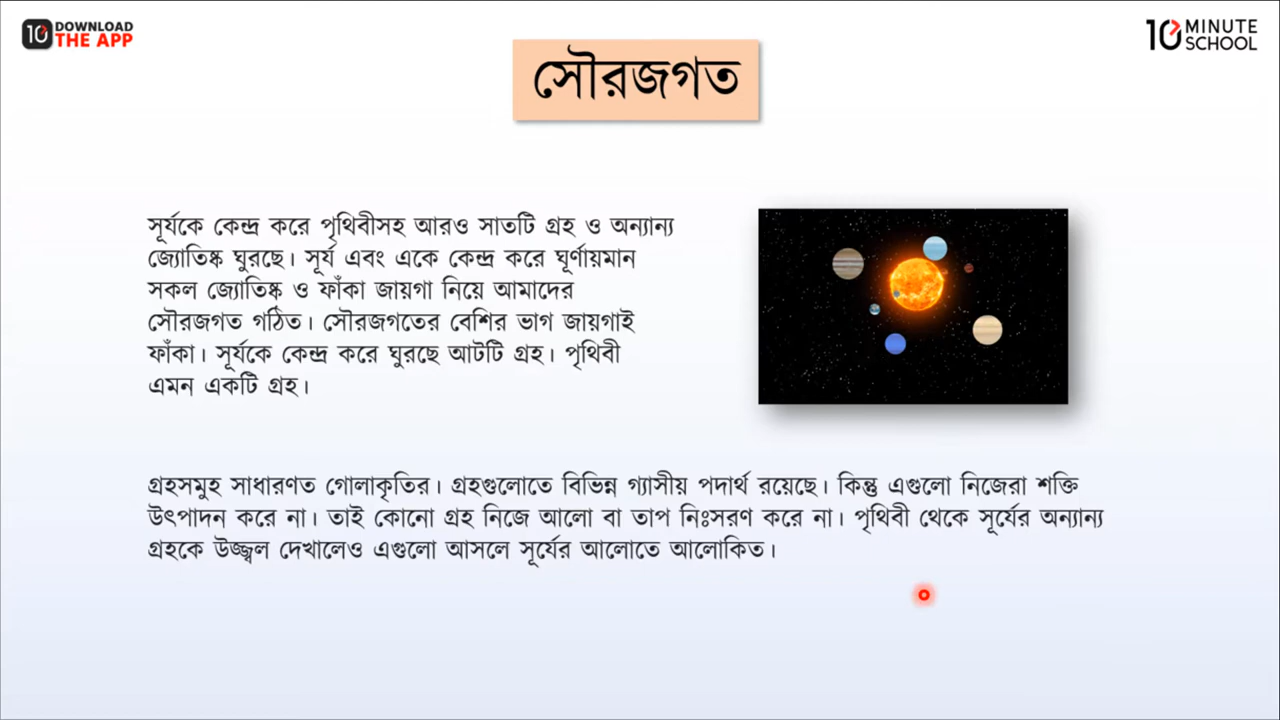 10 DOWNLOAD
THE APP
10 MINUTE
SCHOOL
সৌরজগত
সূর্যকে কেন্দ্র করে পৃথিবীসহ আরও সাতটি গ্রহ ও অন্যান্য
জ্যোতিষ্ক ঘুরছে। সূর্য এবং একে কেন্দ্র করে ঘূর্ণায়মান
সকল জ্যোতিষ্ক ও ফাঁকা জায়গা নিয়ে আমাদের
সৌরজগত গঠিত। সৌরজগতের বেশির ভাগ জায়গাই
ফাঁকা। সূর্যকে কেন্দ্র করে ঘুরছে আটটি গ্রহ। পৃথিবী
এমন একটি গ্রহ।
গ্রহসমুহ সাধারণত গোলাকৃতির। গ্রহগুলোতে বিভিন্ন গ্যাসীয় পদার্থ রয়েছে। কিন্তু এগুলো নিজেরা শক্তি
উৎপাদন করে না। তাই কোনো গ্রহ নিজে আলো বা তাপ নিঃসরণ করে না। পৃথিবী থেকে সূর্যের অন্যান্য
গ্রহকে উজ্জ্বল দেখালেও এগুলো আসলে সূর্যের আলোতে আলোকিত।